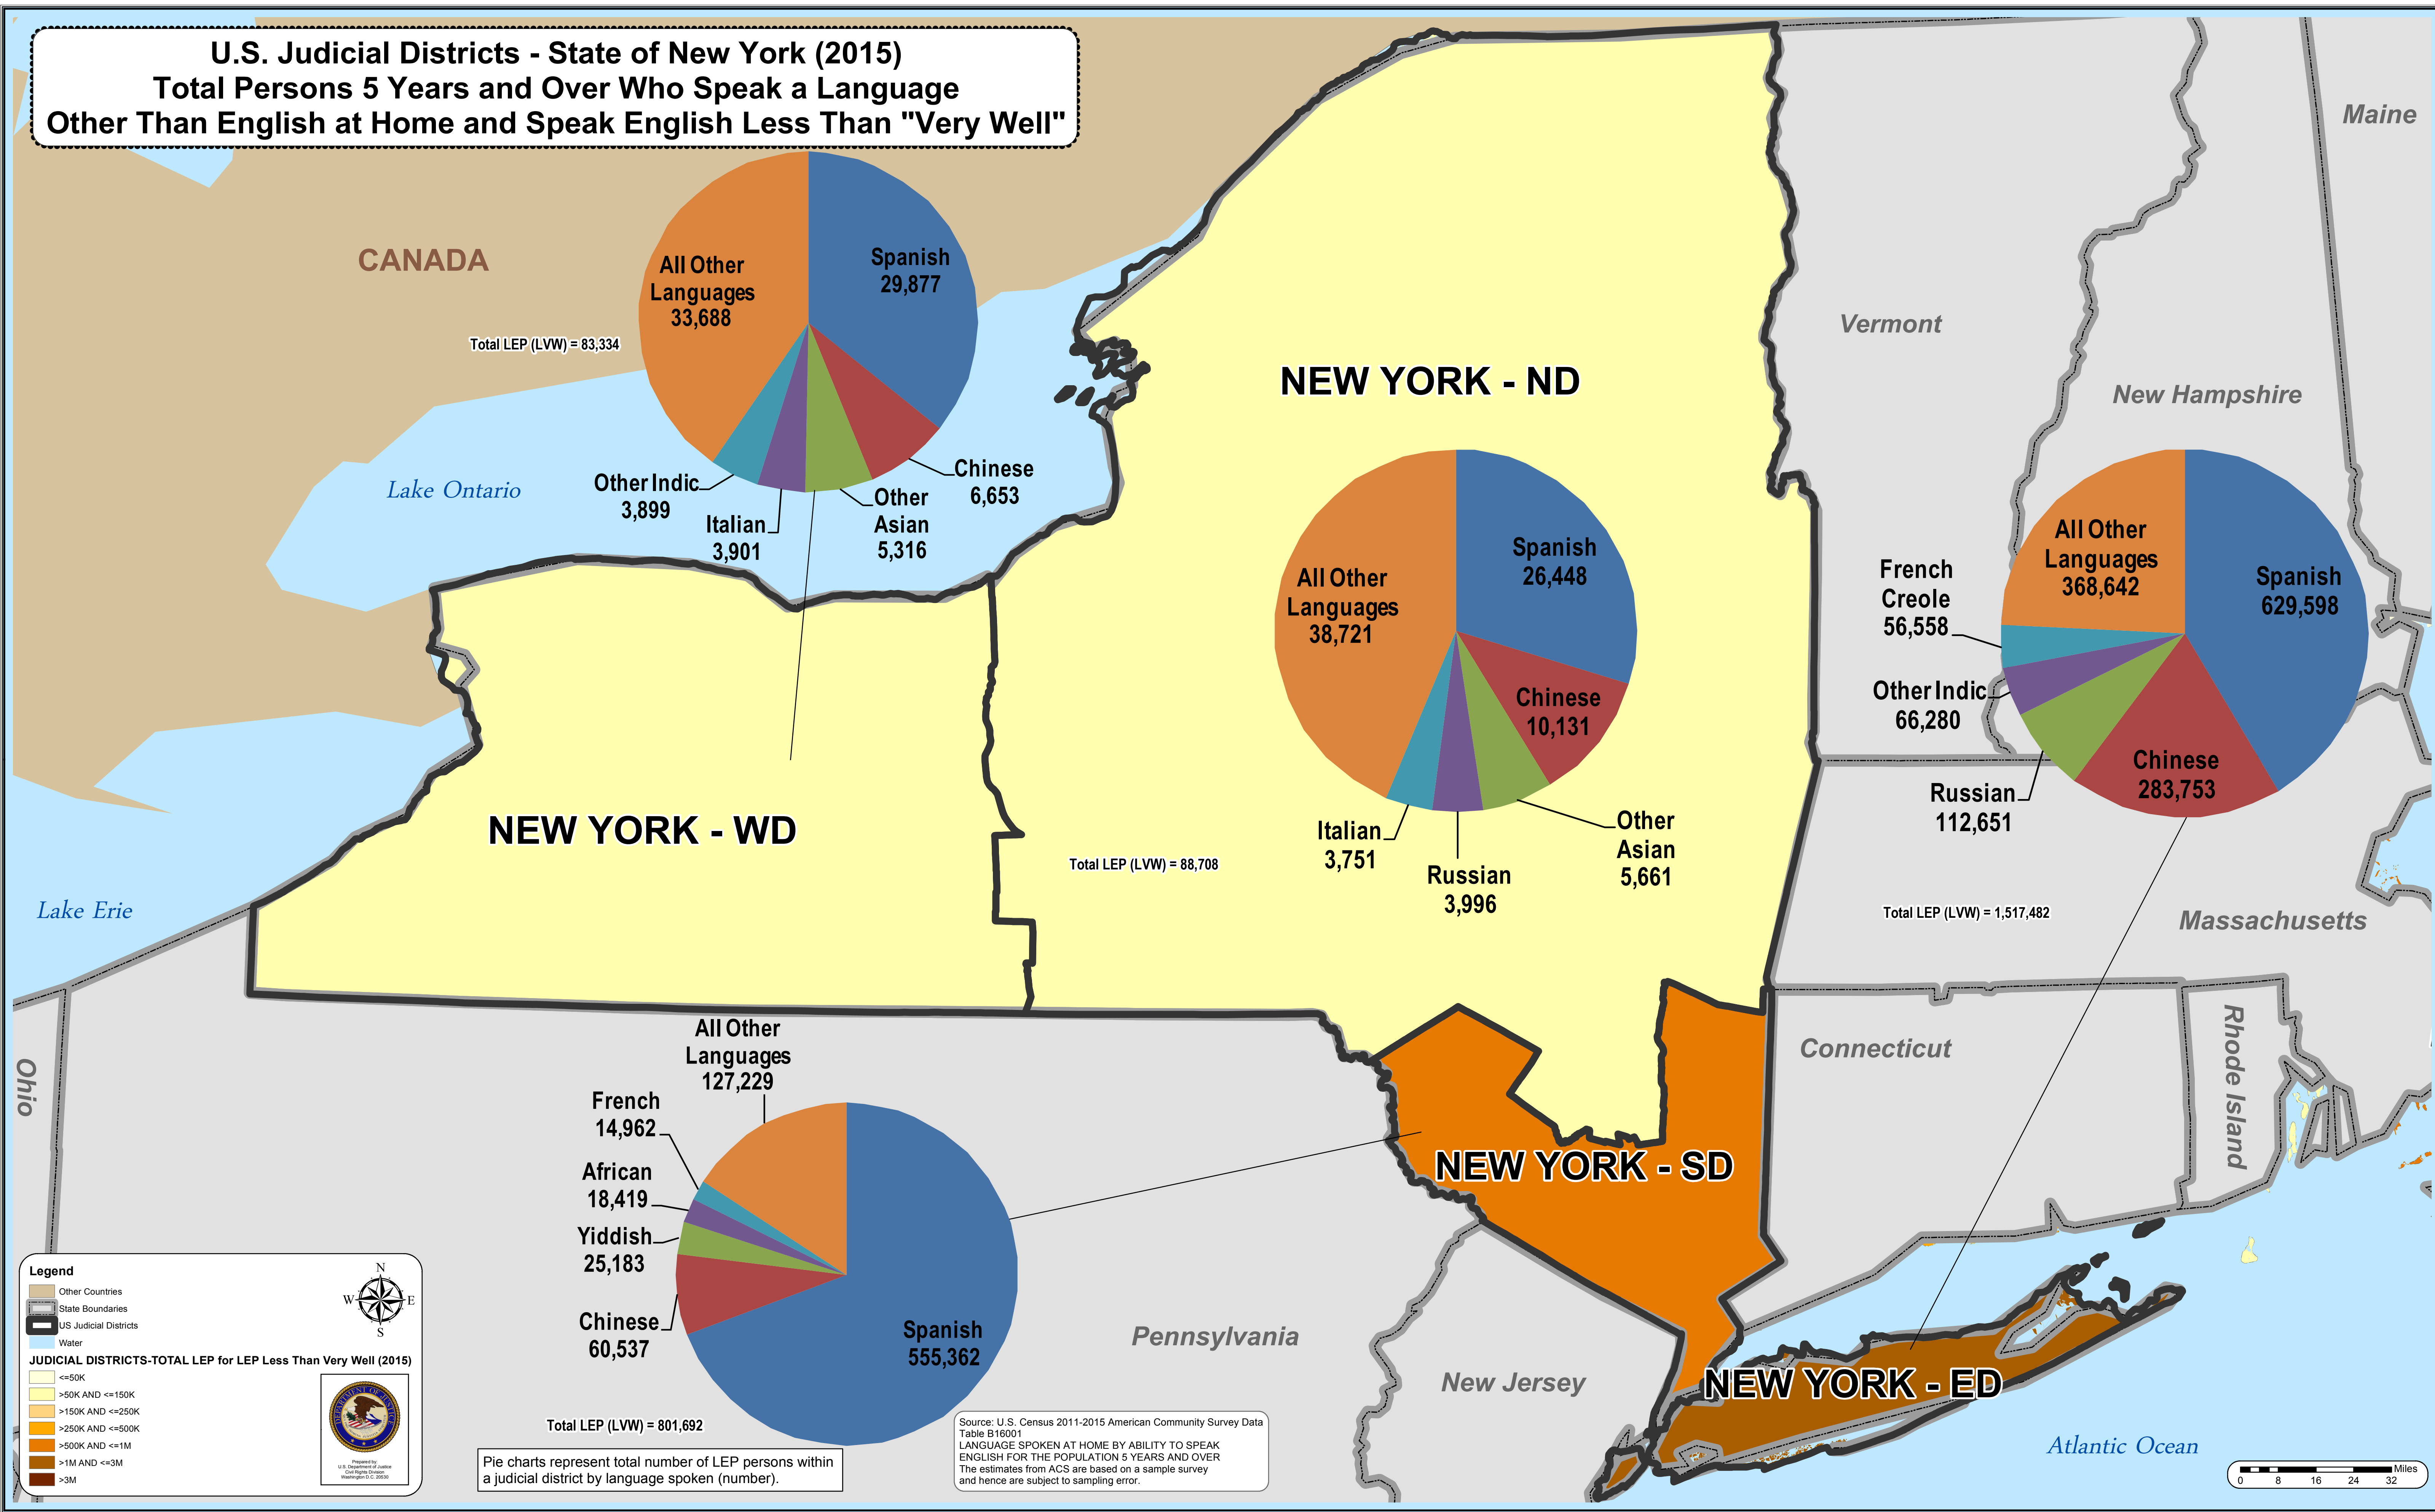 U.S. Judicial Districts - State of New York (2015)
Total Persons 5 Years and Over Who Speak a Language
Other Than English at Home and Speak English Less Than "Very Well"
CANADA
Maine
Vermont
New Hampshire
Massachusetts
Connecticut
Rhode Island
Ohio
Pennsylvania
New Jersey
Lake Ontario
Lake Erie
Atlantic Ocean
NEW YORK - WD
All Other
Languages
33,688
Spanish
29,877
Chinese
6,653
Other
Asian
5,316
Italian
3,901
Other Indic
3,899
Total LEP (LVW) = 83,334
NEW YORK - ND
All Other
Languages
38,721
Spanish
26,448
Chinese
10,131
Other
Asian
5,661
Russian
3,996
Italian
3,751
Total LEP (LVW) = 88,708
All Other
Languages
368,642
Spanish
629,598
French
Creole
56,558
Other Indic
66,280
Russian
112,651
Chinese
283,753
Total LEP (LVW) = 1,517,482
NEW YORK - ED
NEW YORK - SD
All Other
Languages
127,229
French
14,962
African
18,419
Yiddish
25,183
Chinese
60,537
Spanish
555,362
Total LEP (LVW) = 801,692
Pie charts represent total number of LEP persons within
a judicial district by language spoken (number).
Source: U.S. Census 2011-2015 American Community Survey Data
Table B16001
LANGUAGE SPOKEN AT HOME BY ABILITY TO SPEAK
ENGLISH FOR THE POPULATION 5 YEARS AND OVER
The estimates from ACS are based on a sample survey
and hence are subject to sampling error.
Legend
Other Countries
State Boundaries
US Judicial Districts
Water
JUDICIAL DISTRICTS-TOTAL LEP for LEP Less Than Very Well (2015)
<=50K
>50K AND <=150K
>150K AND <=250K
>250K AND <=500K
>500K AND <=1M
>1M AND <=3M
>3M
N
W E
S
DEPARTMENT OF JUSTICE
Prepared by
U.S. Department of Justice
Civil Rights Division
Washington D.C. 20530
Miles
0 8 16 24 32